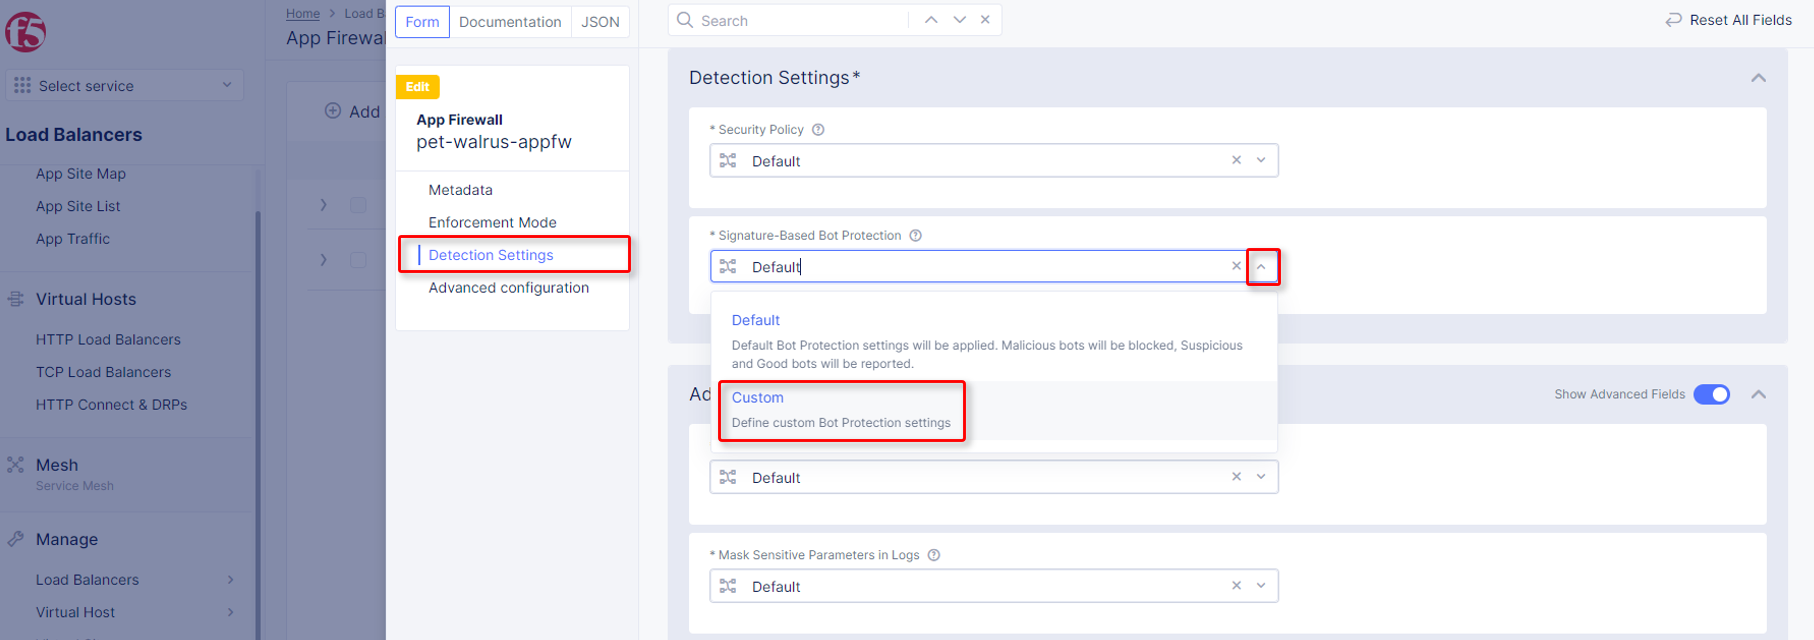 f5
Select service
Load Balancers
App Site Map
App Site List
App Traffic
Virtual Hosts
HTTP Load Balancers
TCP Load Balancers
HTTP Connect & DRPs
Mesh
Service Mesh
Manage
Load Balancers
Virtual Host
Home > Load B
App Firewal
Add
Form
Documentation
JSON
Edit
App Firewall
pet-walrus-appfw
Metadata
Enforcement Mode
Detection Settings
Advanced configuration
Search
Reset All Fields
Detection Settings*
* Security Policy
Default
* Signature-Based Bot Protection
Default
Default
Default Bot Protection settings will be applied. Malicious bots will be blocked, Suspicious
and Good bots will be reported.
Custom
Define custom Bot Protection settings
Ad
Show Advanced Fields
Default
* Mask Sensitive Parameters in Logs
Default